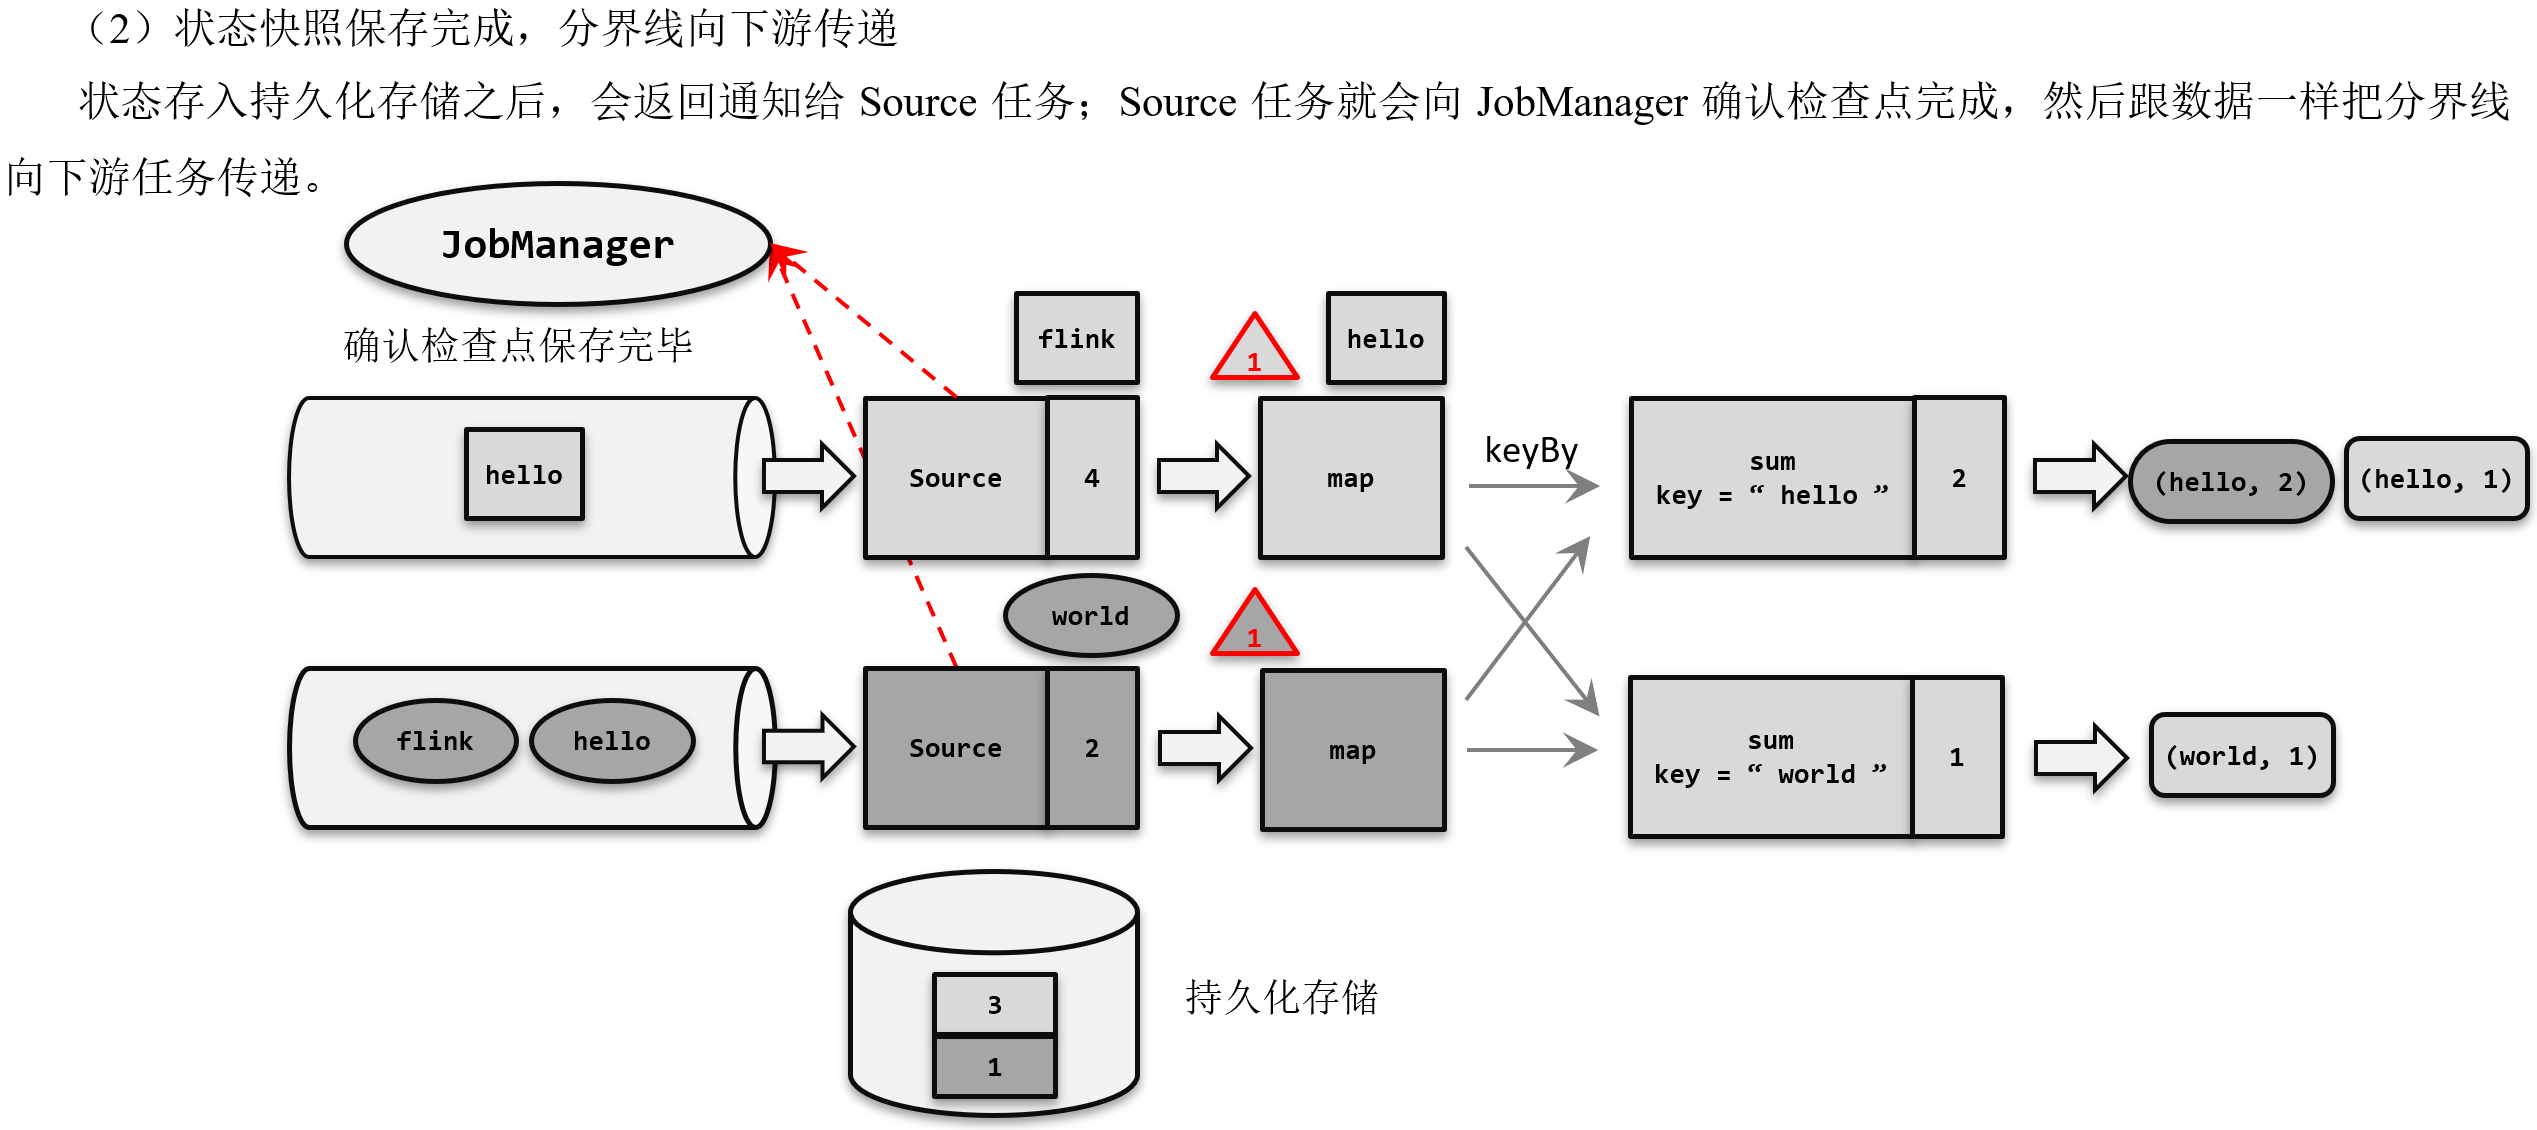 （2）状态快照保存完成，分界线向下游传递
状态存入持久化存储之后，会返回通知给 Source 任务；Source 任务就会向 JobManager 确认检查点完成，然后跟数据一样把分界线
向下游任务传递。
JobManager
确认检查点保存完毕
flink
1
hello
hello
Source
4
map
keyBy
sum
key = “ hello ”
2
(hello, 2)
(hello, 1)
world
1
flink
hello
Source
2
map
sum
key = “ world ”
1
(world, 1)
3
1
持久化存储